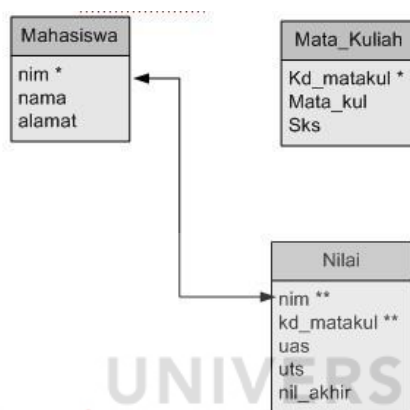 Mahasiswa
nim *
nama
alamat
Mata_Kuliah
Kd_matakul *
Mata_kul
Sks
Nilai
nim **
kd_matakul **
uas
uts
nil_akhir
UNIVERS